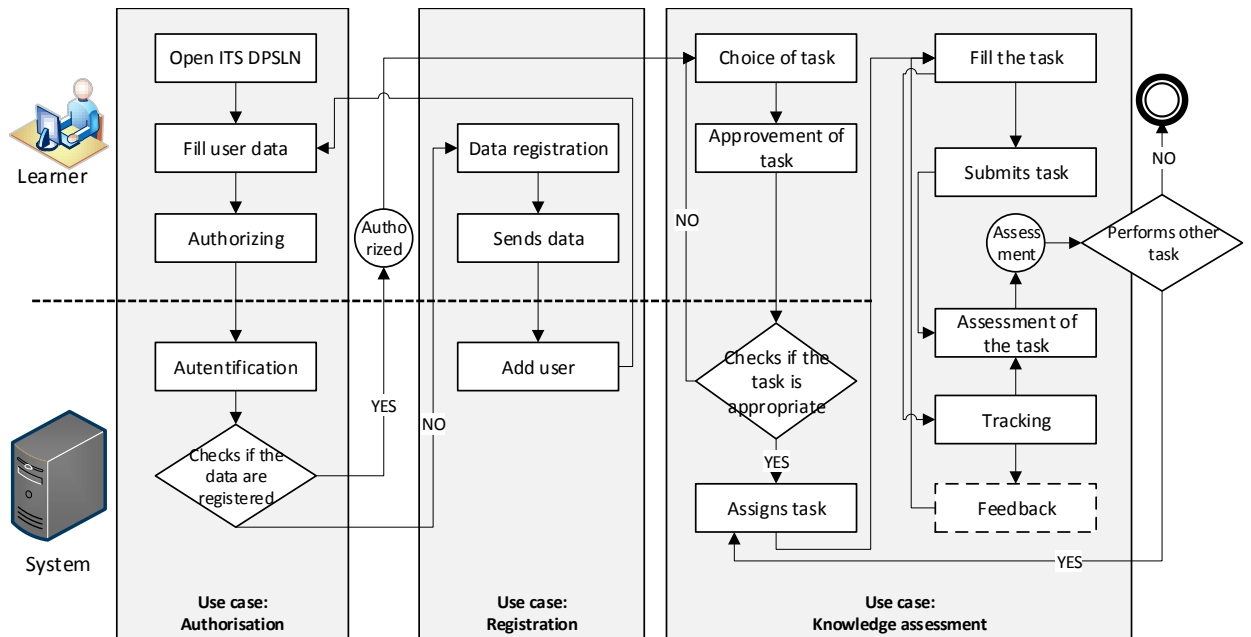 Learner
System
Open ITS DPSLN
Fill user data
Authorizing
Autentification
Checks if the
data are
registered
YES
NO
Autho
rized
Use case:
Authorisation
Data registration
Sends data
Add user
Use case:
Registration
Choice of task
Approvement of
task
NO
Checks if the
task is
appropriate
YES
Assigns task
Fill the task
Submits task
Assess
ment
Assessment of
the task
Tracking
Feedback
Use case:
Knowledge assessment
NO
Performs other
task
YES